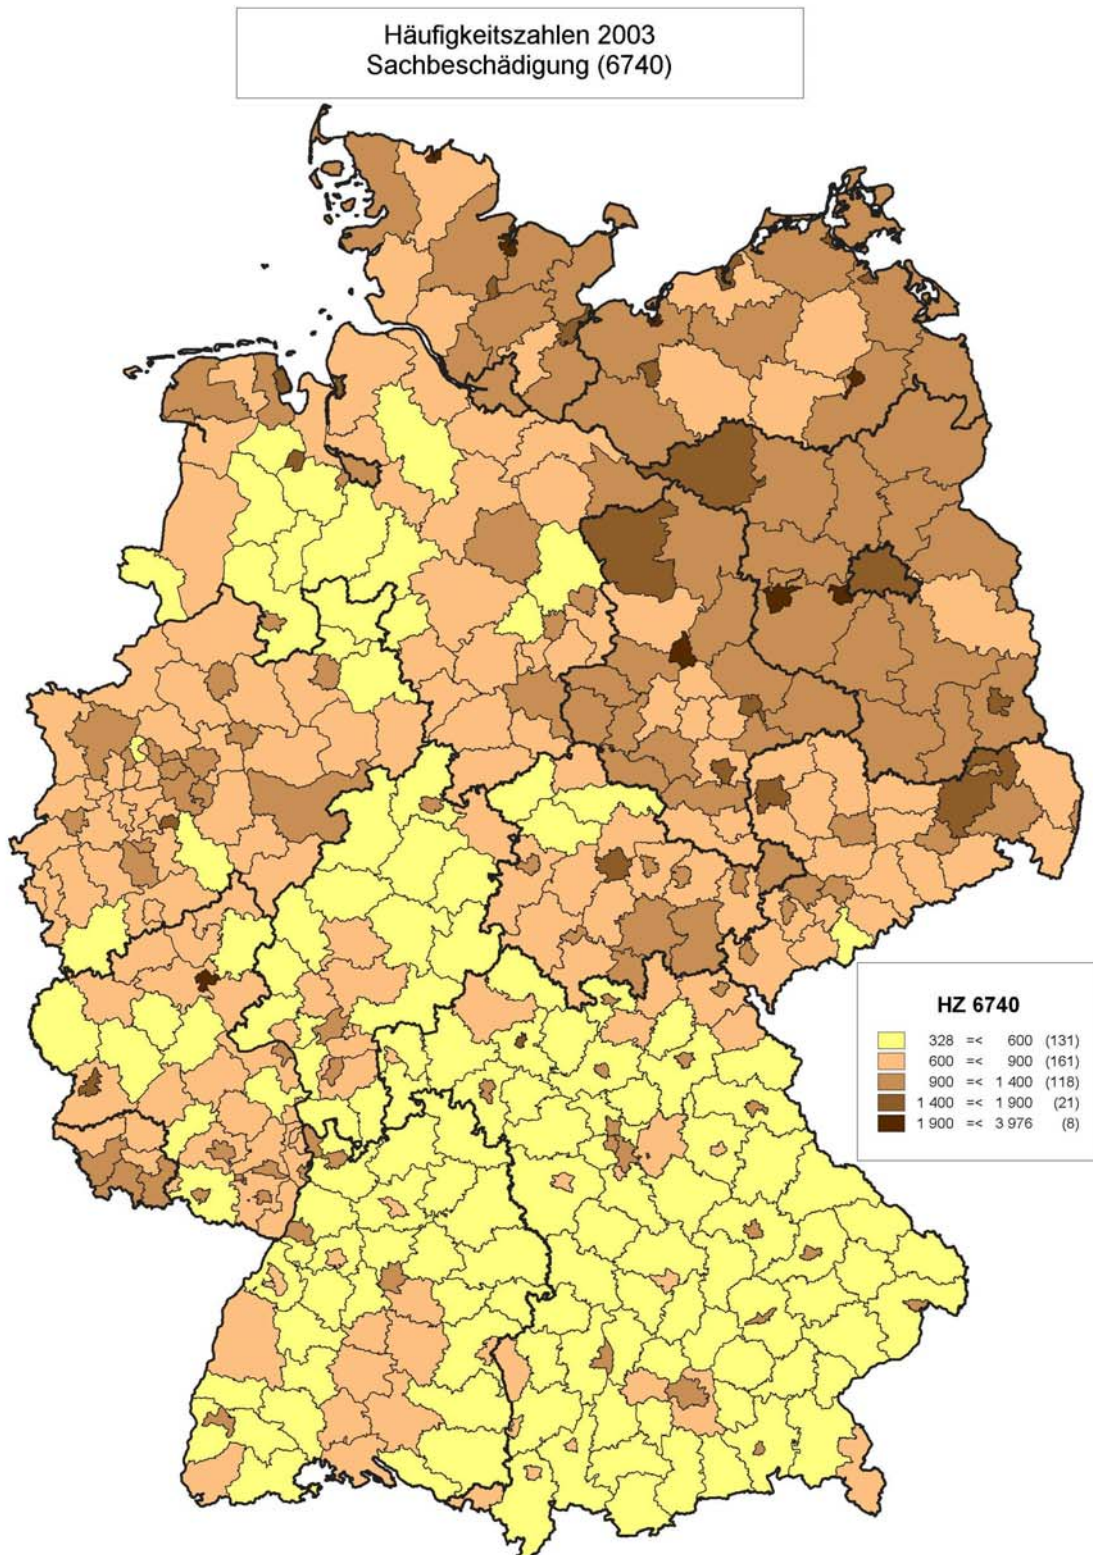 Häufigkeitszahlen 2003
Sachbeschädigung (6740)
HZ 6740
328 =< 600 (131)
600 =< 900 (161)
900 =< 1 400 (118)
1 400 =< 1 900 (21)
1 900 =< 3 976 (8)